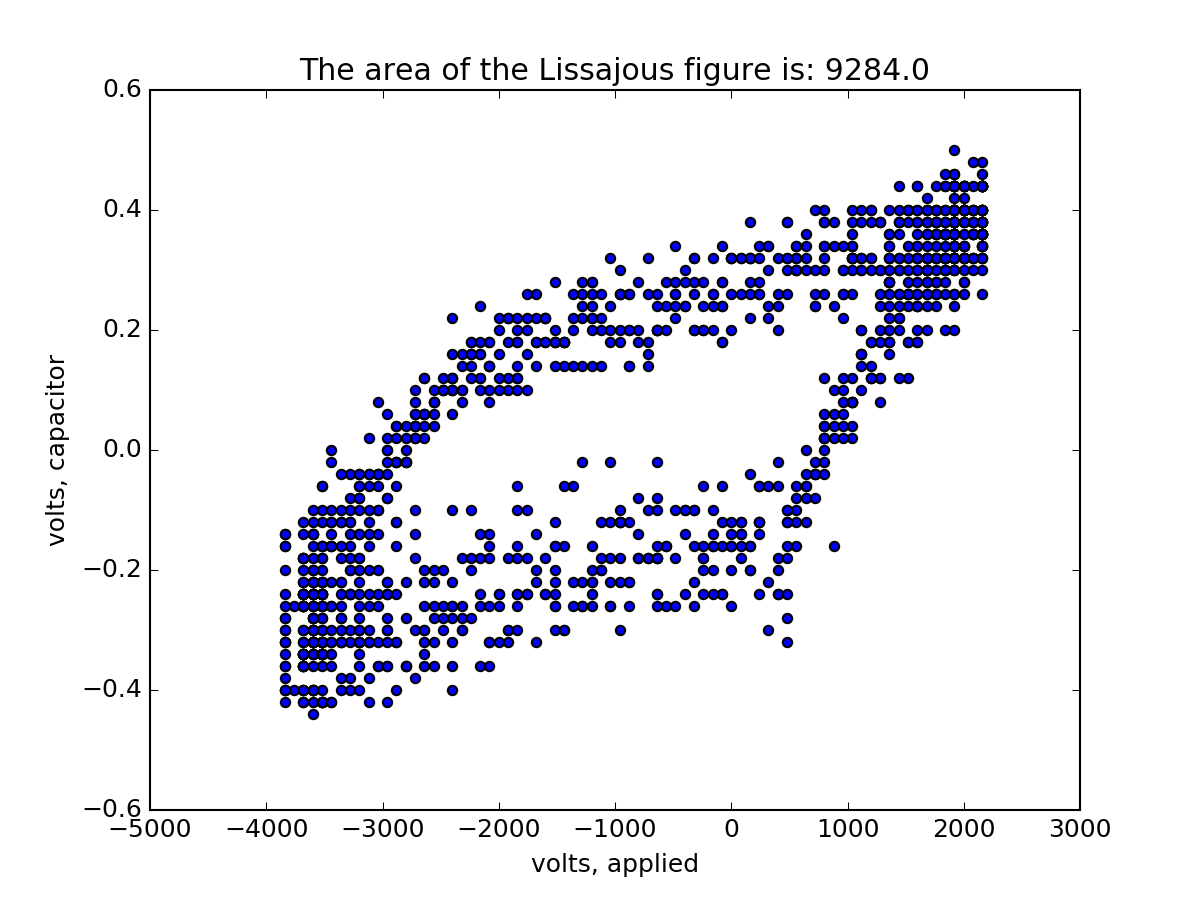 The area of the Lissajous figure is: 9284.0
0.6
0.4
0.2
0.0
−0.2
−0.4
−0.6
−5000 −4000 −3000 −2000 −1000 0 1000 2000 3000
volts, capacitor
volts, applied